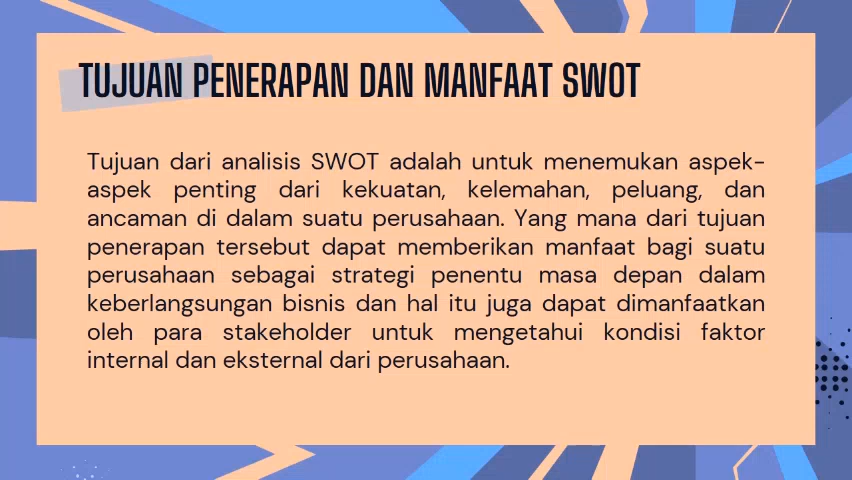 TUJUAN PENERAPAN DAN MANFAAT SWOT
Tujuan dari analisis SWOT adalah untuk menemukan aspek-
aspek penting dari kekuatan, kelemahan, peluang, dan
ancaman di dalam suatu perusahaan. Yang mana dari tujuan
penerapan tersebut dapat memberikan manfaat bagi suatu
perusahaan sebagai strategi penentu masa depan dalam
keberlangsungan bisnis dan hal itu juga dapat dimanfaatkan
oleh para stakeholder untuk mengetahui kondisi faktor
internal dan eksternal dari perusahaan.